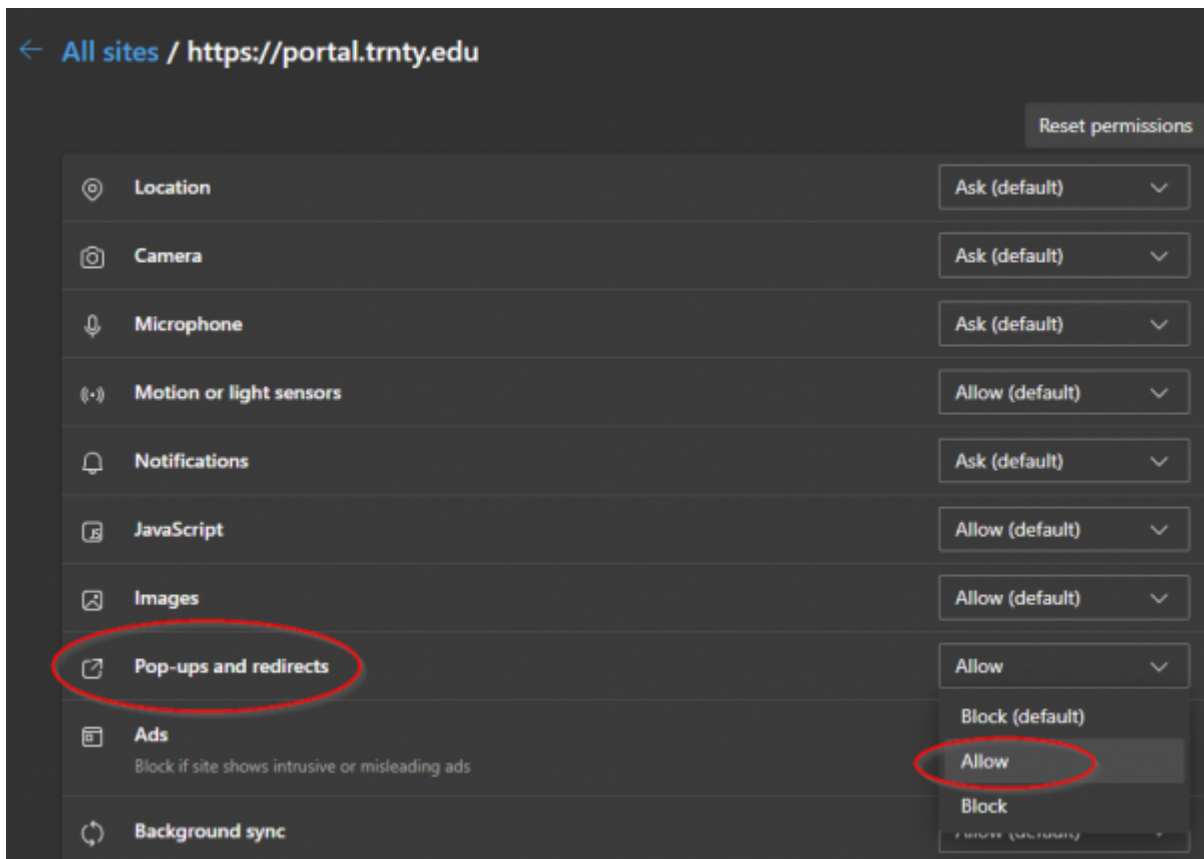 All sites / https://portal.trnty.edu
Reset permissions
Location Ask (default)
Camera Ask (default)
Microphone Ask (default)
Motion or light sensors Allow (default)
Notifications Ask (default)
JavaScript Allow (default)
Images Allow (default)
Pop-ups and redirects Allow
Block (default)
Ads
Allow
Block if site shows intrusive or misleading ads
Block
Background sync Allow (default)